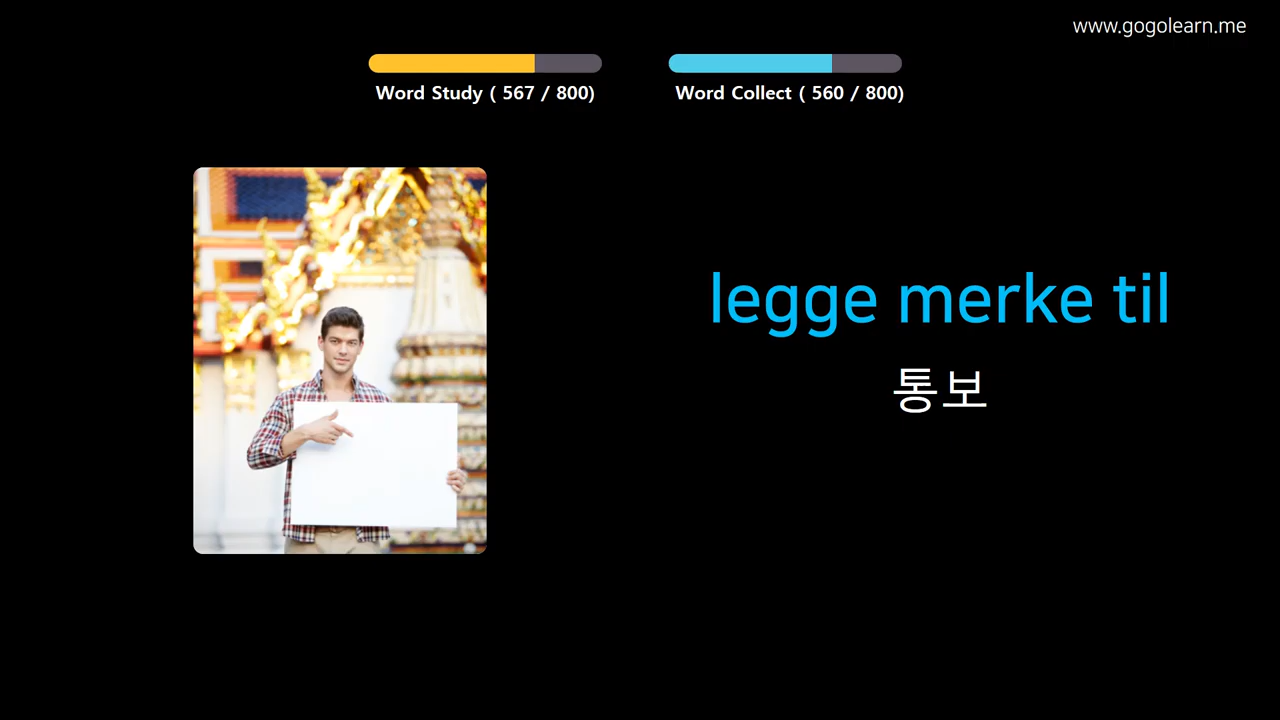 www.gogolearn.me
Word Study ( 567 / 800)
Word Collect ( 560 / 800)
legge merke til
통보